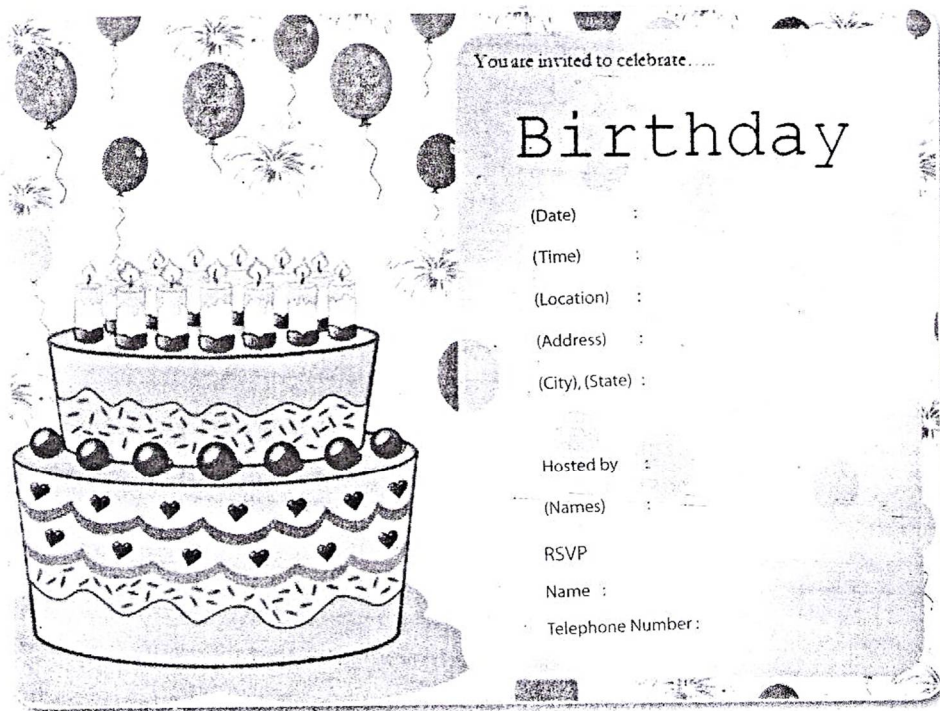 You are invited to celebrate.....
Birthday
(Date) :
(Time) :
(Location) :
(Address) :
(City), (State) :
Hosted by :
(Names) :
RSVP
Name :
Telephone Number :